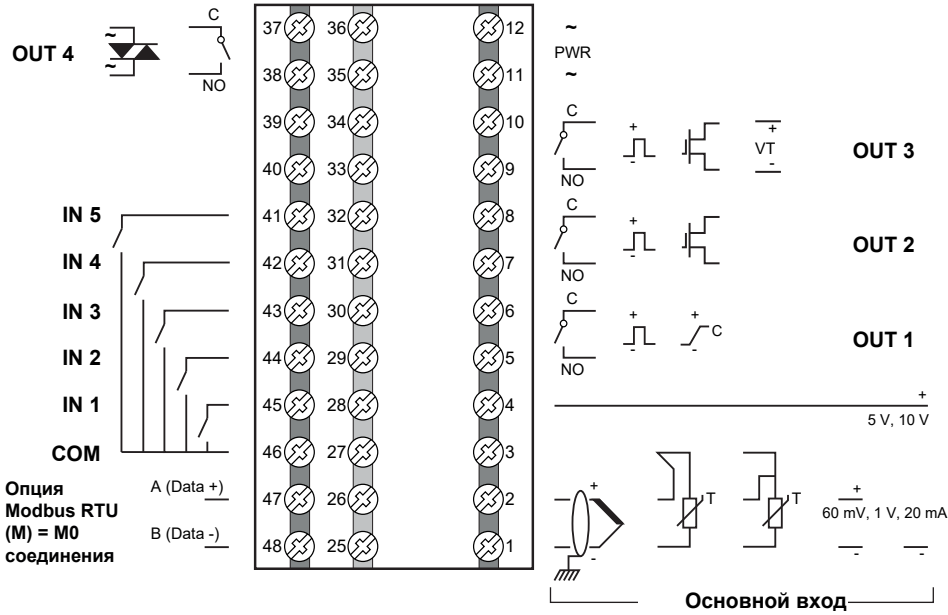 C
37 36 12 ~
OUT 4 ~ PWR
~ 38 35 11 ~
NO
C
39 34 10 + +
VT OUT 3
40 33 9 - -
NO
IN 5 41 32 8 C
+
OUT 2
IN 4 42 31 7 -
NO
IN 3 43 30 6 C
+ + C
OUT 1
IN 2 44 29 5 - -
NO
IN 1 45 28 4 +
5 V, 10 V
COM 46 27 3
Опция A (Data +) + T T +
Modbus RTU 47 26 2 60 mV, 1 V, 20 mA
(M) = M0 B (Data -)
соединения 48 25 1 - - -
Основной вход